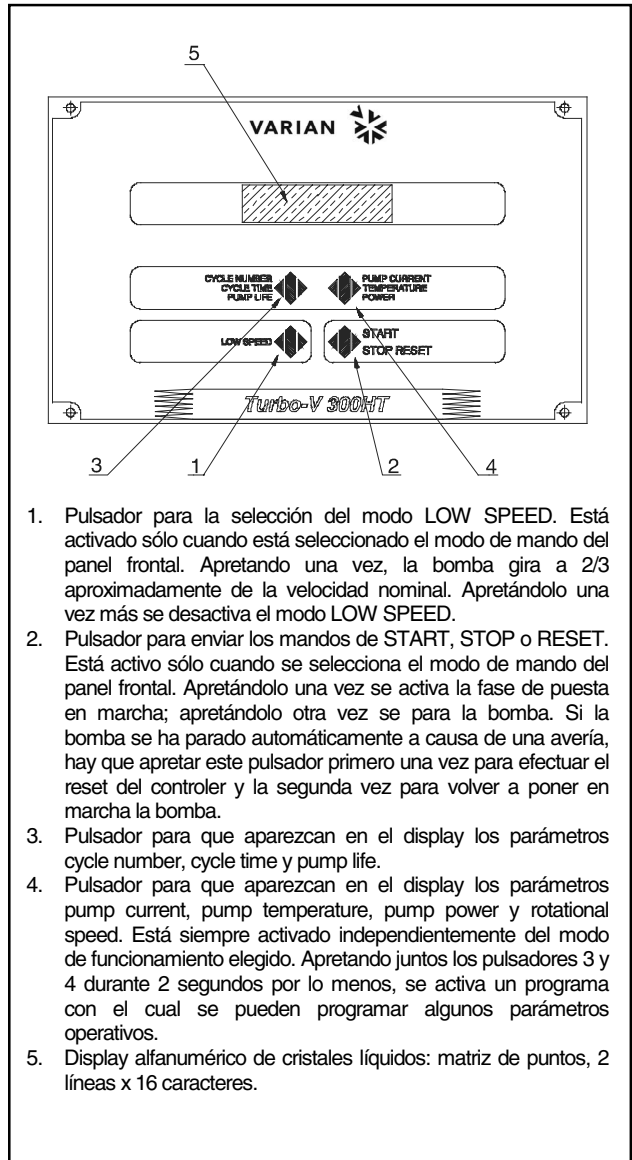 5
VARIAN
CYCLE NUMBER
CYCLE TIME
PUMP LIFE
PUMP CURRENT
TEMPERATURE
POWER
LOW SPEED
START
STOP RESET
Turbo-V 300HT
3 1 2 4
1. Pulsador para la selección del modo LOW SPEED. Está
activado sólo cuando está seleccionado el modo de mando del
panel frontal. Apretando una vez, la bomba gira a 2/3
aproximadamente de la velocidad nominal. Apretándolo una
vez más se desactiva el modo LOW SPEED.
2. Pulsador para enviar los mandos de START, STOP o RESET.
Está activo sólo cuando se selecciona el modo de mando del
panel frontal. Apretándolo una vez se activa la fase de puesta
en marcha; apretándolo otra vez se para la bomba. Si la
bomba se ha parado automáticamente a causa de una avería,
hay que apretar este pulsador primero una vez para efectuar el
reset del controler y la segunda vez para volver a poner en
marcha la bomba.
3. Pulsador para que aparezcan en el display los parámetros
cycle number, cycle time y pump life.
4. Pulsador para que aparezcan en el display los parámetros
pump current, pump temperature, pump power y rotational
speed. Está siempre activado independientemente del modo
de funcionamiento elegido. Apretando juntos los pulsadores 3 y
4 durante 2 segundos por lo menos, se activa un programa
con el cual se pueden programar algunos parámetros
operativos.
5. Display alfanumérico de cristales líquidos: matriz de puntos, 2
líneas x 16 caracteres.